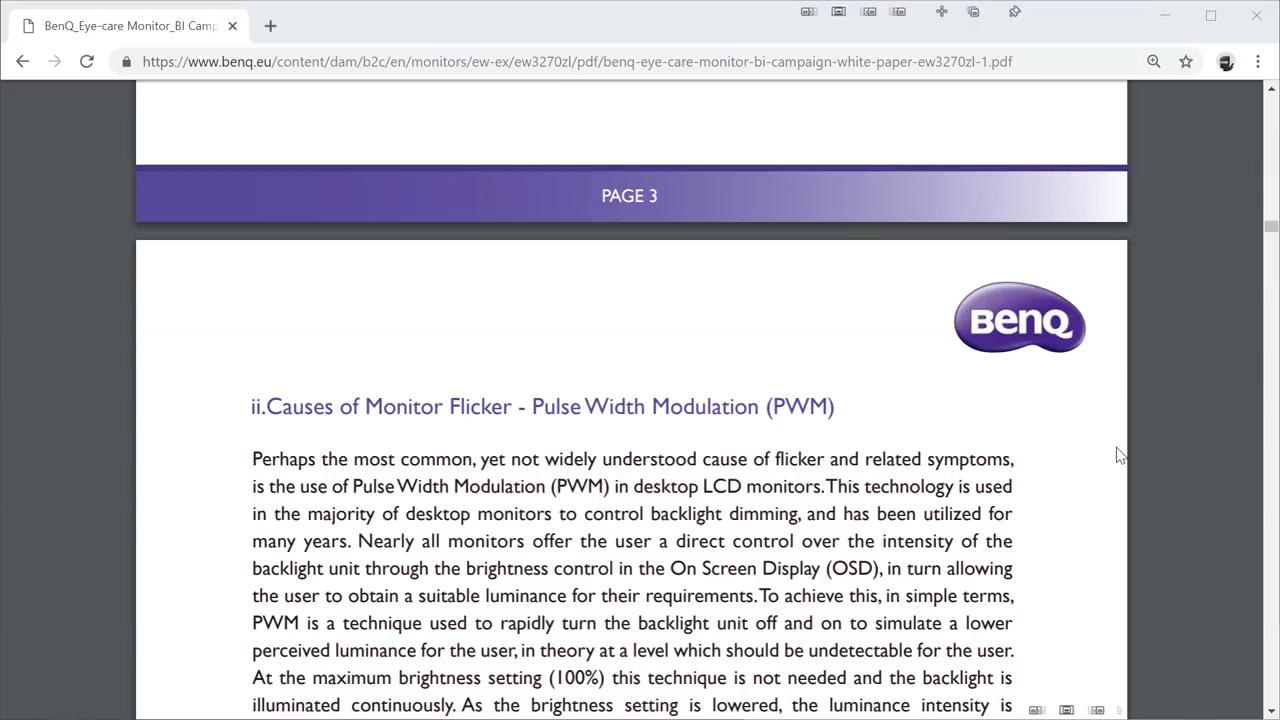 BenQ_Eye-care Monitor_BI Camp
https://www.benq.eu/content/dam/b2c/en/monitors/ew-ex/ew3270zl/pdf/benq-eye-care-monitor-bi-campaign-white-paper-ew3270zl-1.pdf
PAGE 3
BenQ
ii.Causes of Monitor Flicker - Pulse Width Modulation (PWM)
Perhaps the most common, yet not widely understood cause of flicker and related symptoms,
is the use of Pulse Width Modulation (PWM) in desktop LCD monitors. This technology is used
in the majority of desktop monitors to control backlight dimming, and has been utilized for
many years. Nearly all monitors offer the user a direct control over the intensity of the
backlight unit through the brightness control in the On Screen Display (OSD), in turn allowing
the user to obtain a suitable luminance for their requirements. To achieve this, in simple terms,
PWM is a technique used to rapidly turn the backlight unit off and on to simulate a lower
perceived luminance for the user, in theory at a level which should be undetectable for the user.
At the maximum brightness setting (100%) this technique is not needed and the backlight is
illuminated continuously. As the brightness setting is lowered, the luminance intensity is